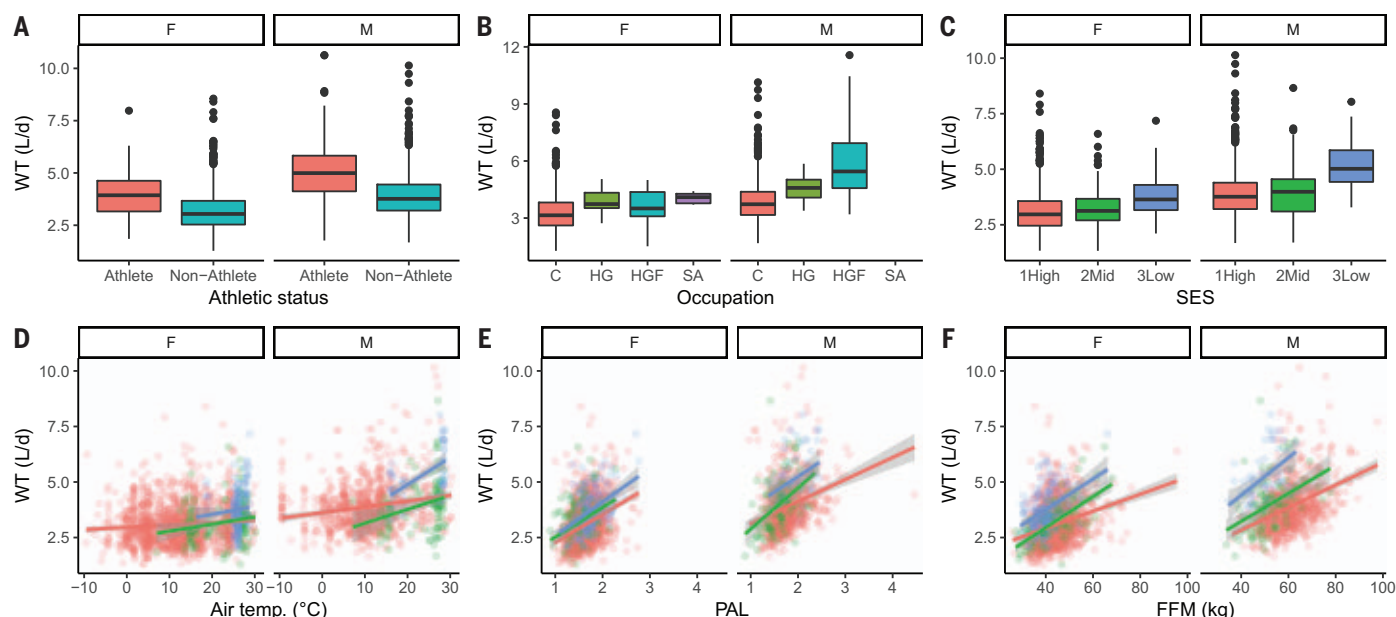 A
F
M
WT (L/d)
10.0
7.5
5.0
2.5
Athlete
Non−Athlete
Athlete
Non−Athlete
Athletic status
B
F
M
WT (L/d)
12
9
6
3
C
HG
HGF
SA
C
HG
HGF
SA
Occupation
C
F
M
WT (L/d)
10.0
7.5
5.0
2.5
1High
2Mid
3Low
1High
2Mid
3Low
SES
D
F
M
WT (L/d)
10.0
7.5
5.0
2.5
−10 0 10 20 30
−10 0 10 20 30
Air temp. (°C)
E
F
M
WT (L/d)
10.0
7.5
5.0
2.5
1 2 3 4
1 2 3 4
PAL
F
F
M
WT (L/d)
10.0
7.5
5.0
2.5
40 60 80 100
40 60 80 100
FFM (kg)